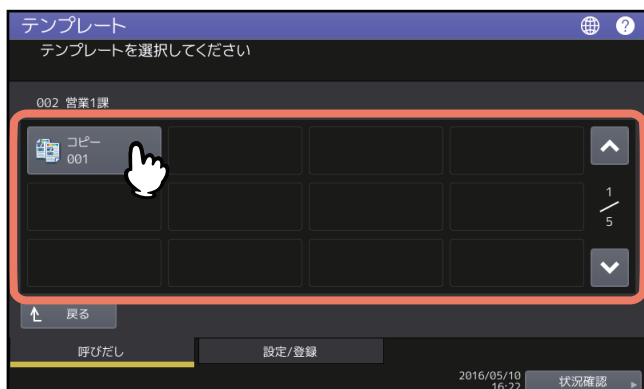 テンプレート
テンプレートを選択してください
002 営業1課
コピー
001
1
5
戻る
呼びだし
設定/登録
2016/05/10
16:22
状況確認